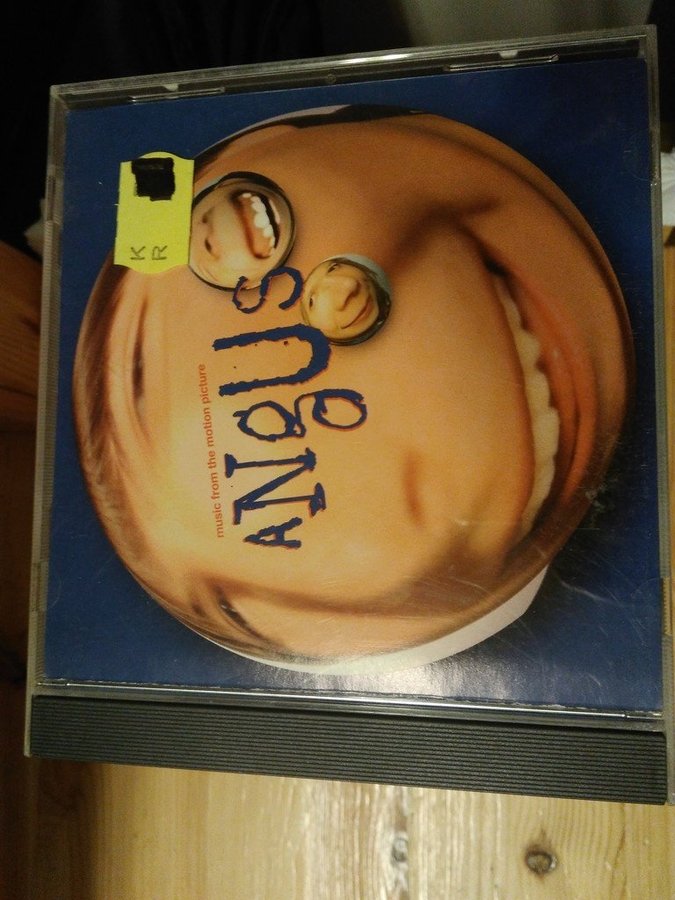 music from the motion picture
ANgUS
K
R